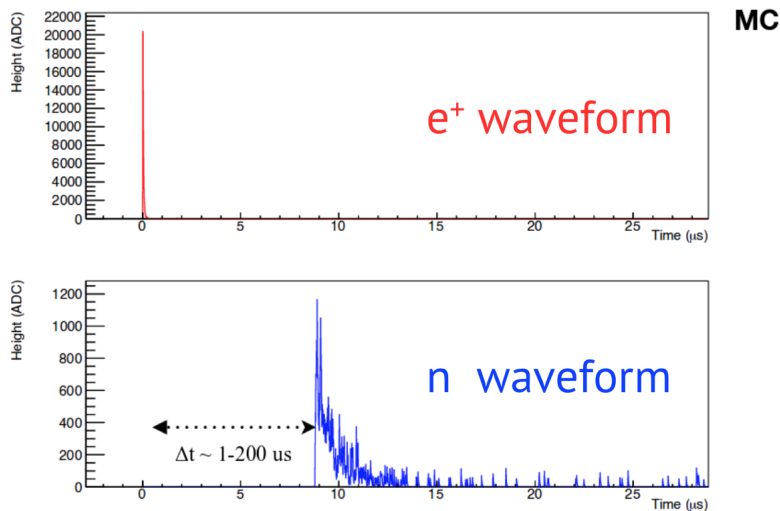 MC
Height (ADC)
22000
20000
18000
16000
14000
12000
10000
8000
6000
4000
2000
0
e⁺ waveform
0 5 10 15 20 25
Time (μs)
Height (ADC)
1200
1000
800
600
400
200
0
n waveform
Δt ~ 1-200 us
0 5 10 15 20 25
Time (μs)